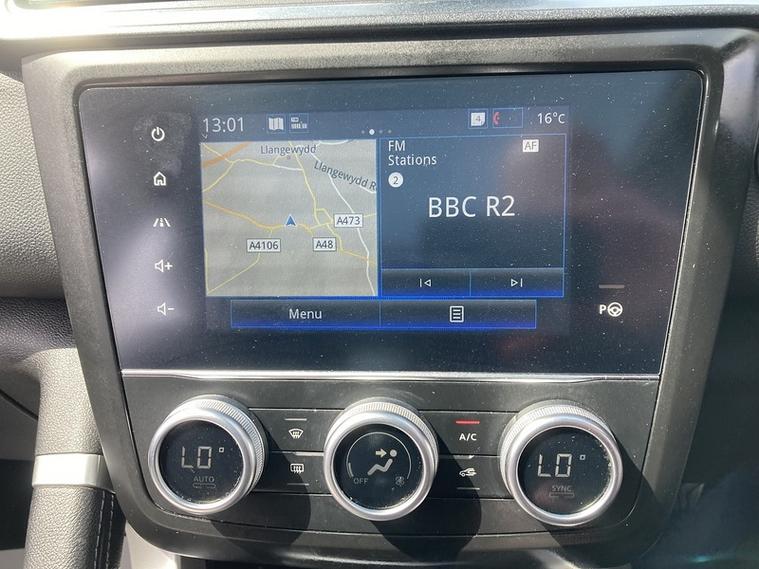 13:01
4
16°c
Llangewydd
Llangewydd R
A473
A4106
A48
FM
Stations
AF
2
BBC R2
Menu
P
LO°
AUTO
OFF
A/C
LO°
SYNC